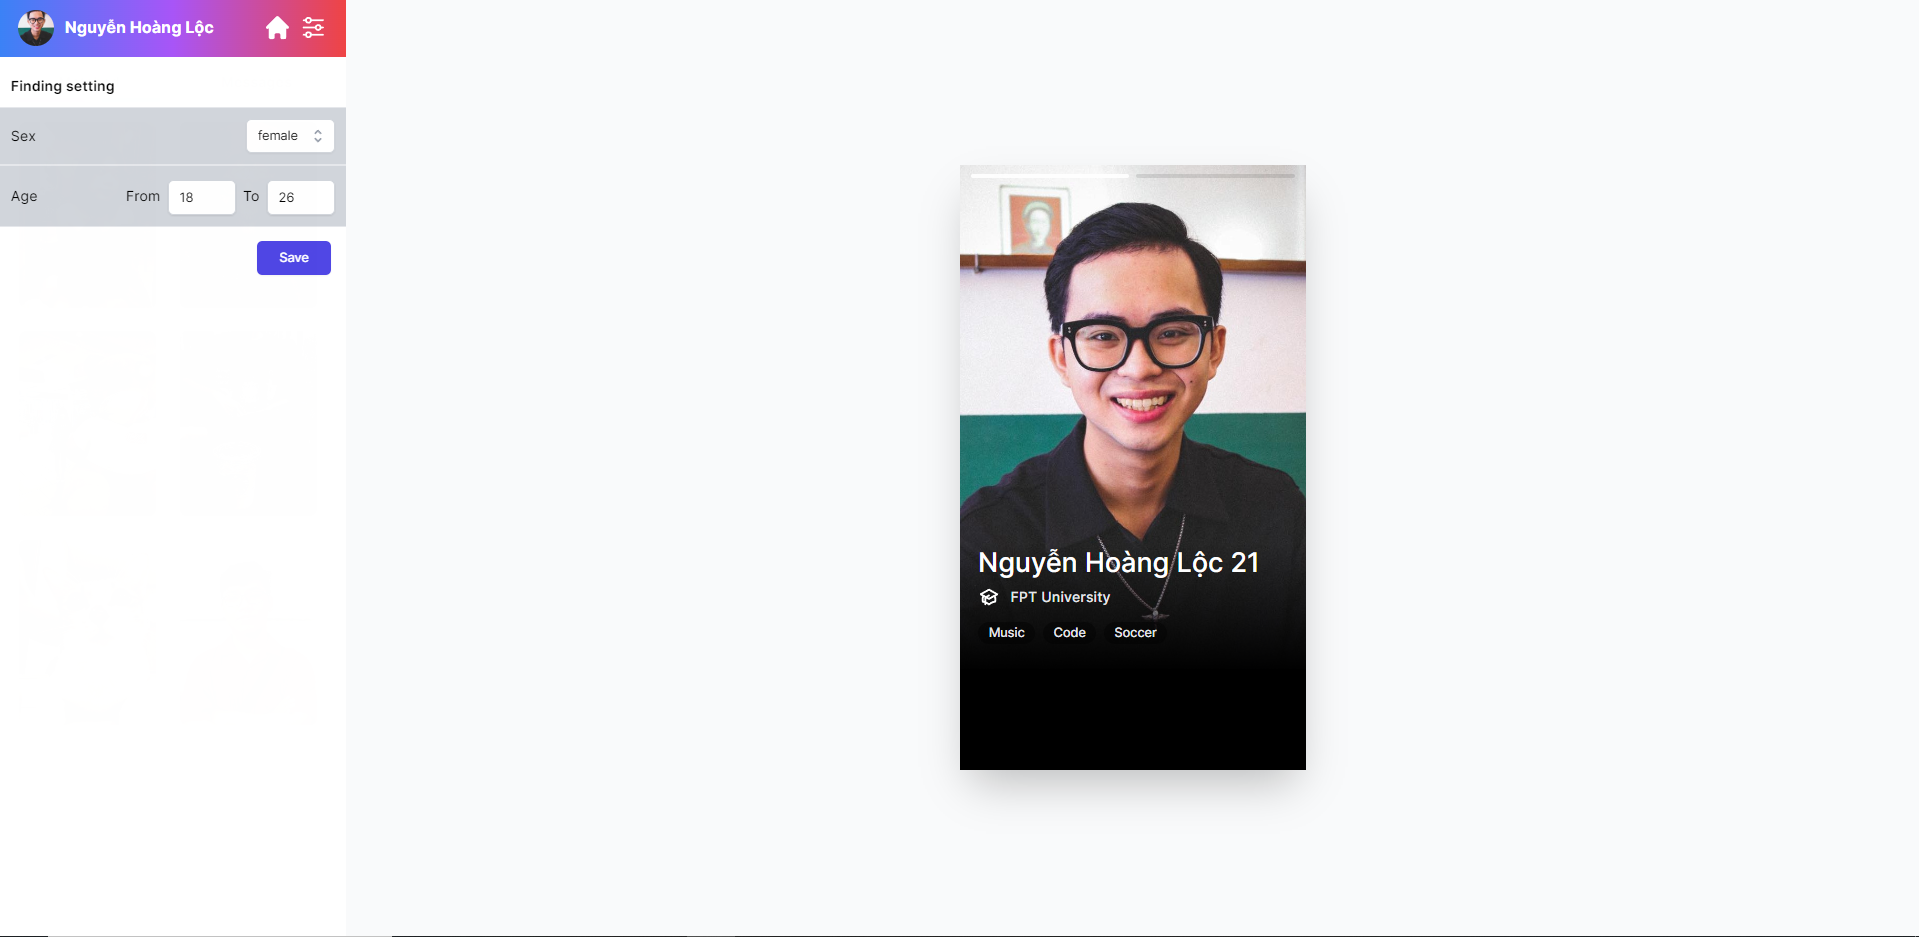 Nguyễn Hoàng Lộc
Finding setting
Sex female
Age From 18 To 26
Save
Nguyễn Hoàng Lộc 21
FPT University
Music Code Soccer